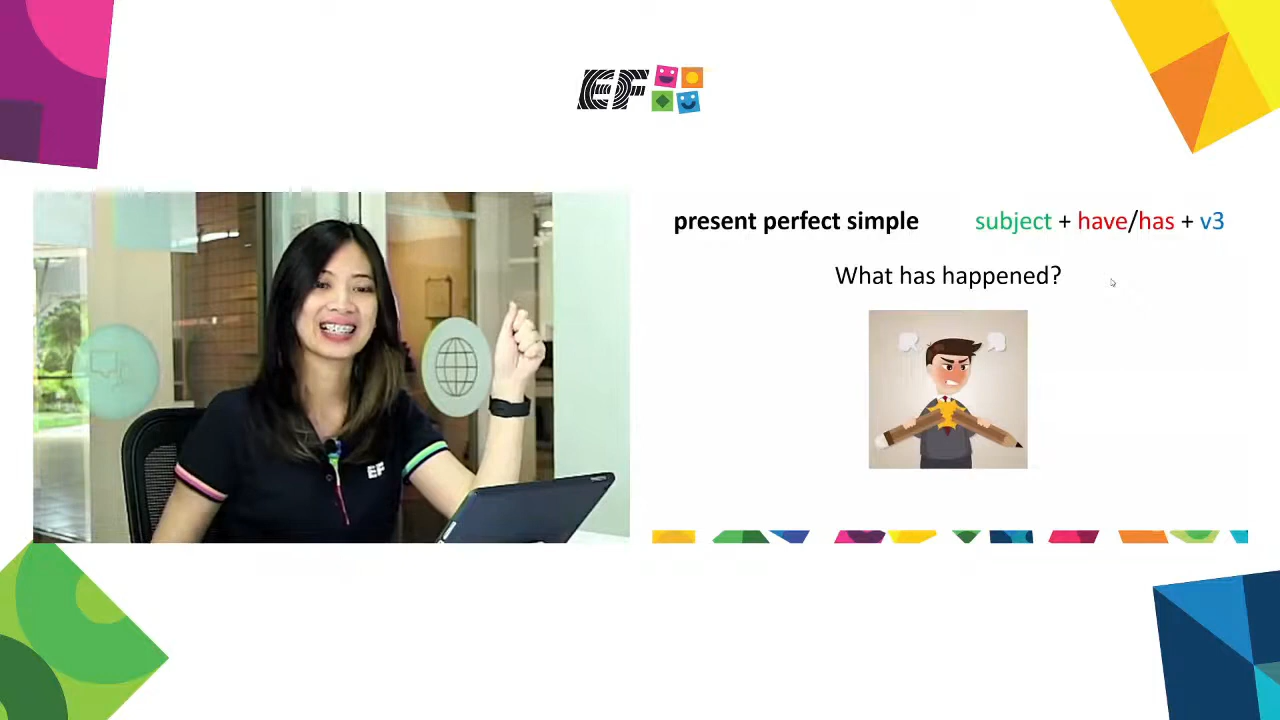 EF
present perfect simple subject + have/has + v3
What has happened?
EF